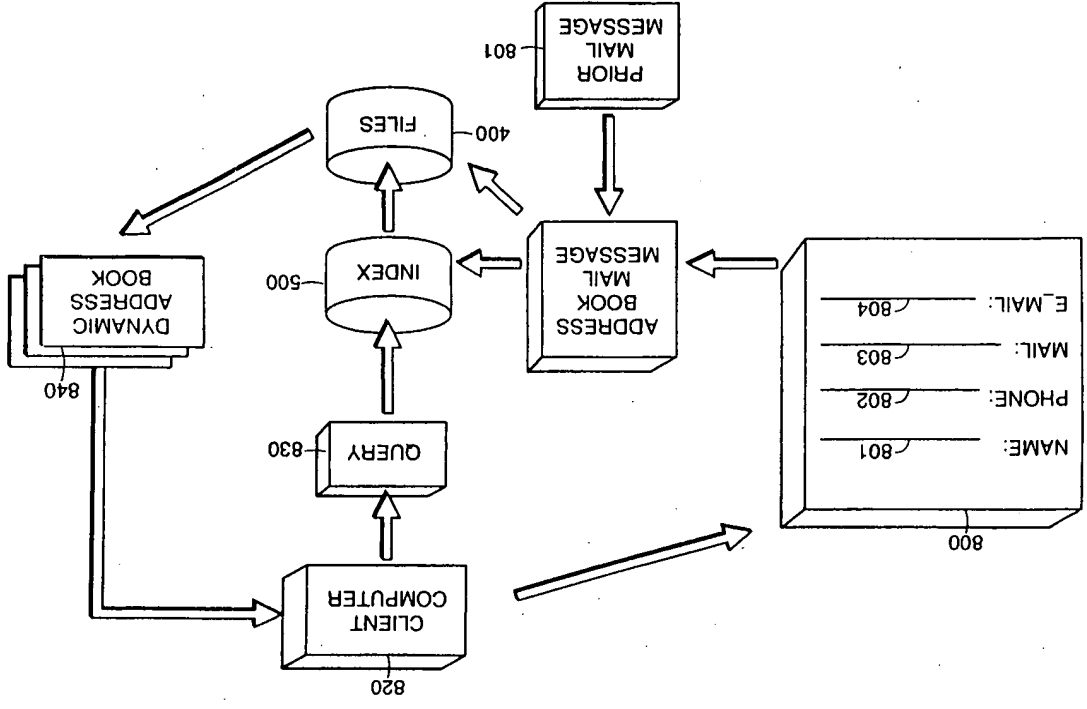 820
CLIENT
COMPUTER
800
NAME: 801
PHONE: 802
MAIL: 803
E_MAIL: 804
QUERY 830
ADDRESS
BOOK
MAIL
MESSAGE
INDEX 500
840
DYNAMIC
ADDRESS
BOOK
400 FILES
PRIOR
MAIL
MESSAGE
801